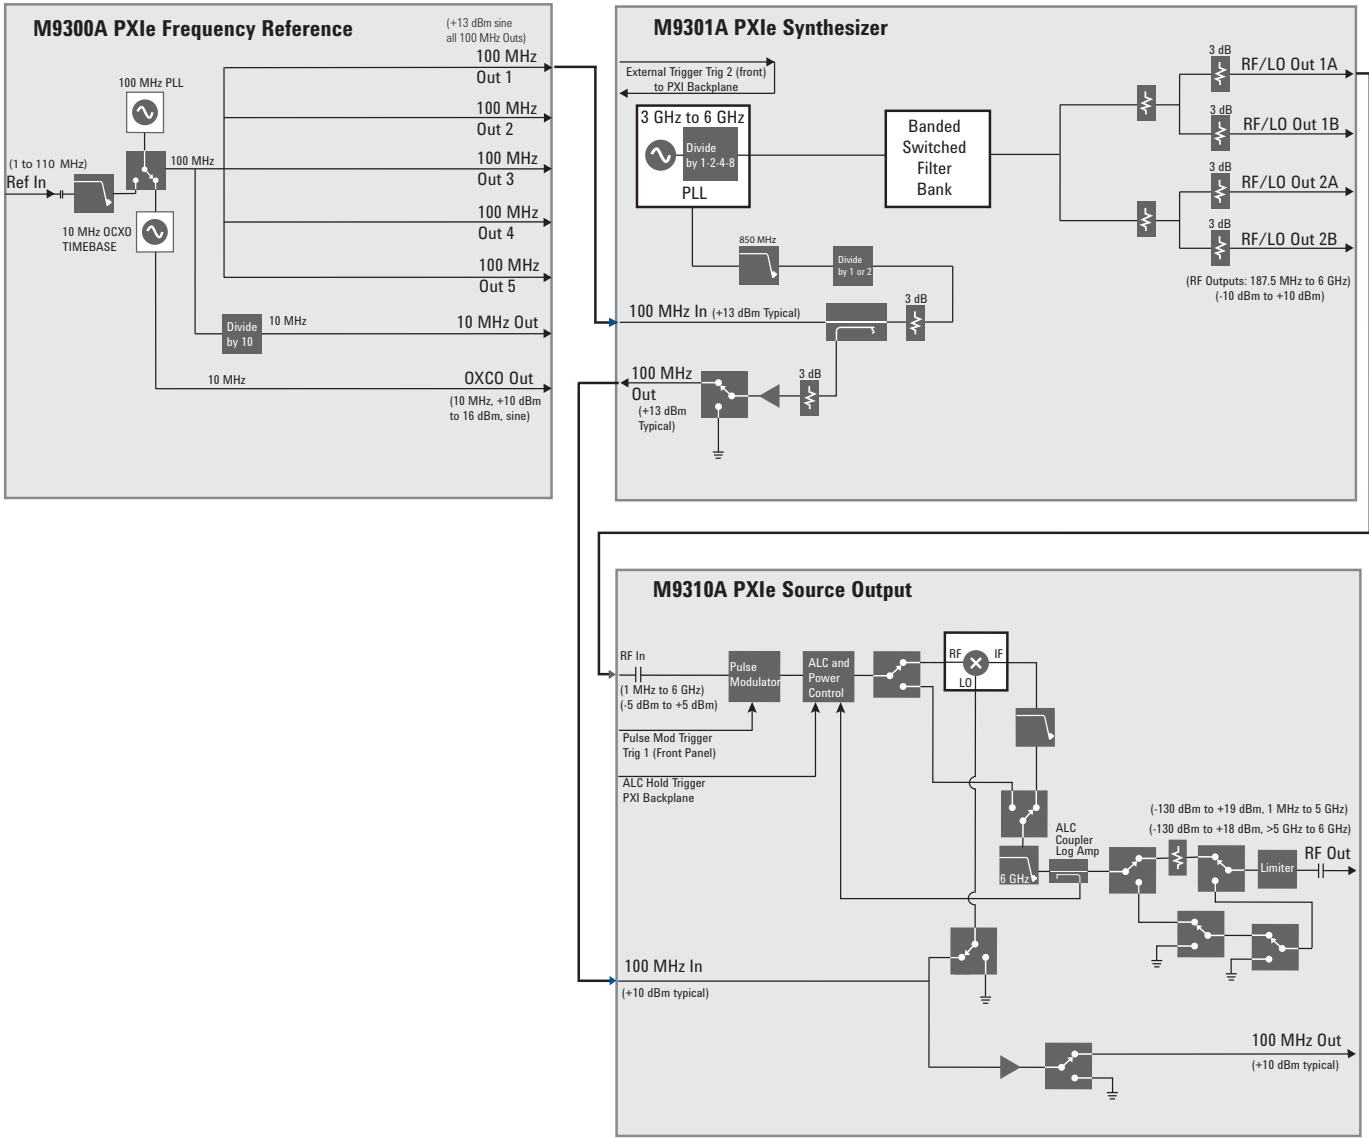 M9300A PXIe Frequency Reference
(+13 dBm sine
all 100 MHz Outs)
100 MHz
Out 1
100 MHz PLL
100 MHz
Out 2
(1 to 110 MHz)
Ref In
100 MHz
100 MHz
Out 3
10 MHz OCXO
TIMEBASE
100 MHz
Out 4
100 MHz
Out 5
Divide
by 10
10 MHz
10 MHz Out
10 MHz
OXCO Out
(10 MHz, +10 dBm
to 16 dBm, sine)
M9301A PXIe Synthesizer
External Trigger Trig 2 (front)
to PXI Backplane
3 GHz to 6 GHz
Divide
by 1-2-4-8
PLL
Banded
Switched
Filter
Bank
3 dB
RF/LO Out 1A
3 dB
RF/LO Out 1B
3 dB
RF/LO Out 2A
3 dB
RF/LO Out 2B
(RF Outputs: 187.5 MHz to 6 GHz)
(-10 dBm to +10 dBm)
850 MHz
Divide
by 1 or 2
100 MHz In (+13 dBm Typical)
3 dB
100 MHz
Out
(+13 dBm
Typical)
3 dB
M9310A PXIe Source Output
RF In
(1 MHz to 6 GHz)
(-5 dBm to +5 dBm)
Pulse
Modulator
ALC and
Power
Control
RF
IF
LO
Pulse Mod Trigger
Trig 1 (Front Panel)
ALC Hold Trigger
PXI Backplane
(-130 dBm to +19 dBm, 1 MHz to 5 GHz)
(-130 dBm to +18 dBm, >5 GHz to 6 GHz)
ALC
Coupler
Log Amp
6 GHz
Limiter
RF Out
100 MHz In
(+10 dBm typical)
100 MHz Out
(+10 dBm typical)